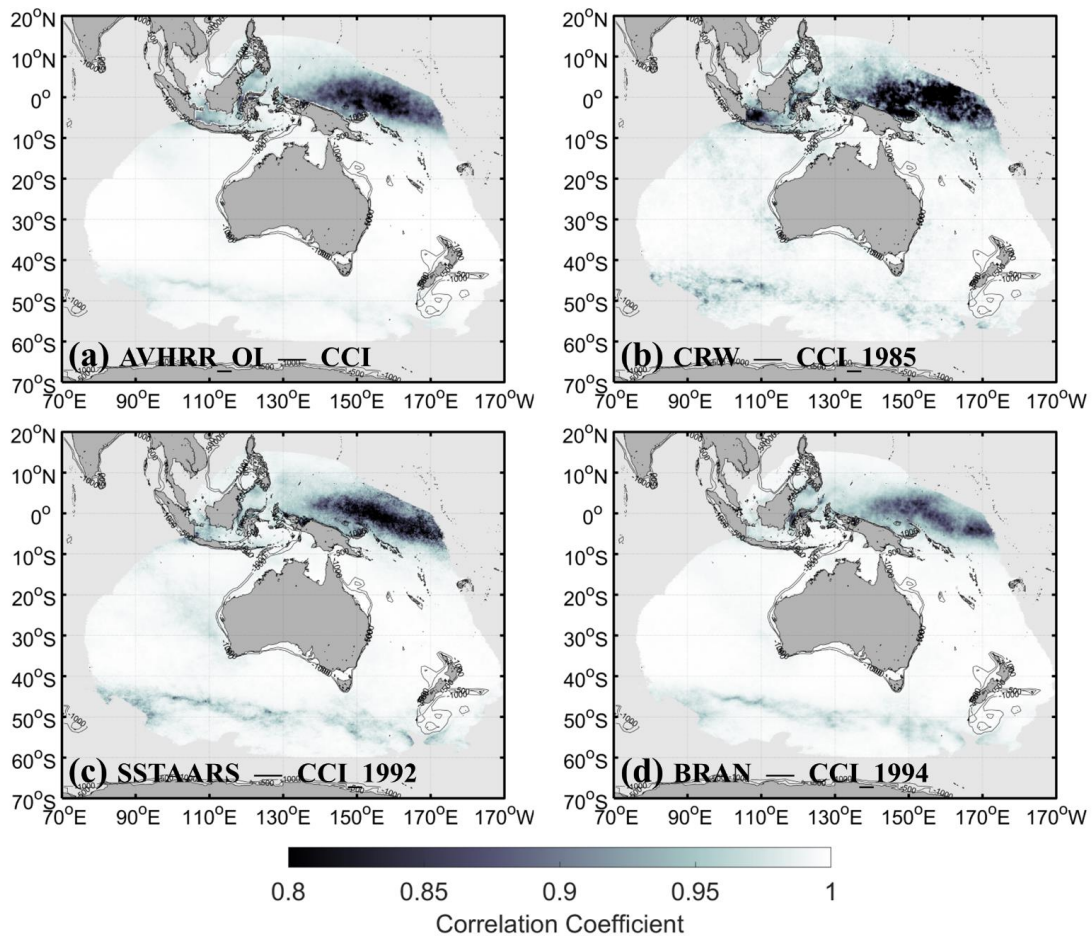 20°N
10°N
0°
10°S
20°S
30°S
40°S
50°S
60°S
70°S
(a) AVHRR_OI — CCI
70°E 90°E 110°E 130°E 150°E 170°E 170°W
20°N
10°N
0°
10°S
20°S
30°S
40°S
50°S
60°S
70°S
(b) CRW — CCI_1985
70°E 90°E 110°E 130°E 150°E 170°E 170°W
20°N
10°N
0°
10°S
20°S
30°S
40°S
50°S
60°S
70°S
(c) SSTAARS — CCI_1992
70°E 90°E 110°E 130°E 150°E 170°E 170°W
20°N
10°N
0°
10°S
20°S
30°S
40°S
50°S
60°S
70°S
(d) BRAN — CCI_1994
70°E 90°E 110°E 130°E 150°E 170°E 170°W
0.8 0.85 0.9 0.95 1
Correlation Coefficient